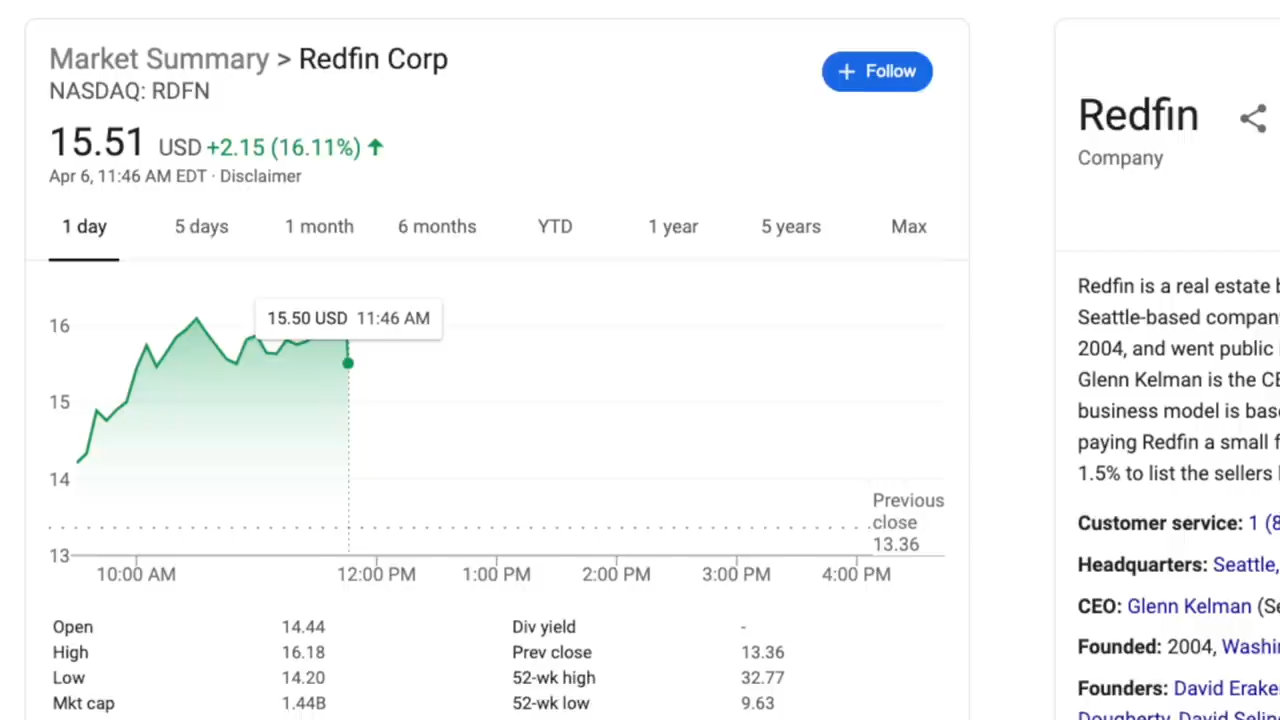 Market Summary > Redfin Corp
NASDAQ: RDFN
+ Follow
15.51 USD +2.15 (16.11%)
Apr 6, 11:46 AM EDT · Disclaimer
1 day 5 days 1 month 6 months YTD 1 year 5 years Max
15.50 USD 11:46 AM
16
15
14
13
Previous
close
13.36
10:00 AM 12:00 PM 1:00 PM 2:00 PM 3:00 PM 4:00 PM
Open 14.44 Div yield -
High 16.18 Prev close 13.36
Low 14.20 52-wk high 32.77
Mkt cap 1.44B 52-wk low 9.63
Redfin
Company
Redfin is a real estate
Seattle-based
2004, and went public
Glenn Kelman is the
business model is
paying Redfin a small
1.5% to list the sellers
Customer service: 1
Headquarters: Seattle,
CEO: Glenn Kelman
Founded: 2004,
Founders: David
Dougherty, David